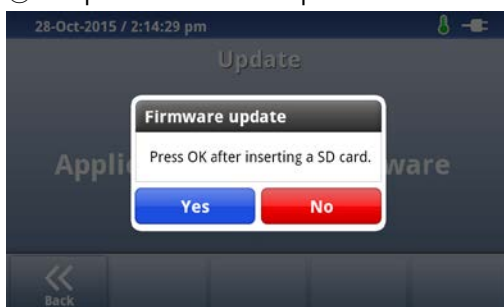 28-Oct-2015 / 2:14:29 pm
Update
Firmware update
Press OK after inserting a SD card.
Yes No
Back